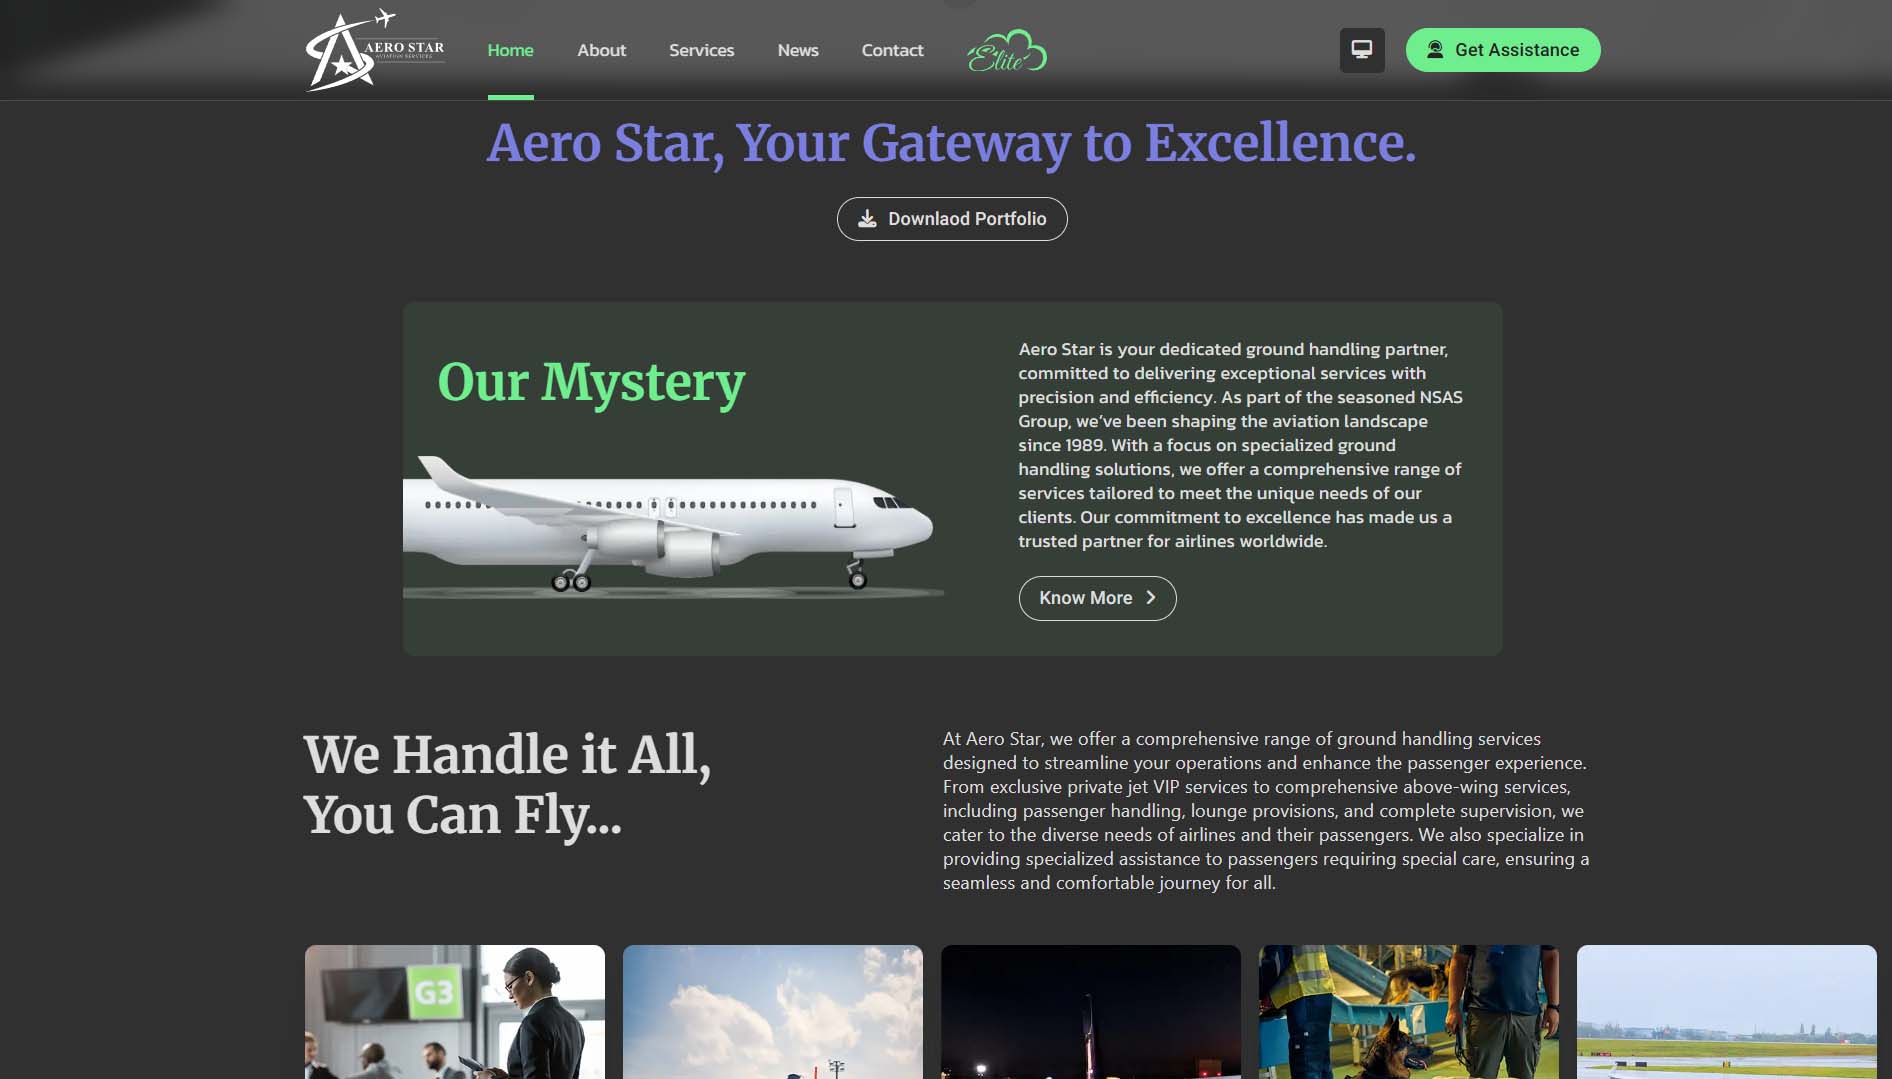 AERO STAR
AVIATION SERVICES
Home
About
Services
News
Contact
Elite
Get Assistance
Aero Star, Your Gateway to Excellence.
Downlaod Portfolio
Our Mystery
Aero Star is your dedicated ground handling partner,
committed to delivering exceptional services with
precision and efficiency. As part of the seasoned NSAS
Group, we’ve been shaping the aviation landscape
since 1989. With a focus on specialized ground
handling solutions, we offer a comprehensive range of
services tailored to meet the unique needs of our
clients. Our commitment to excellence has made us a
trusted partner for airlines worldwide.
Know More
We Handle it All,
You Can Fly...
At Aero Star, we offer a comprehensive range of ground handling services
designed to streamline your operations and enhance the passenger experience.
From exclusive private jet VIP services to comprehensive above-wing services,
including passenger handling, lounge provisions, and complete supervision, we
cater to the diverse needs of airlines and their passengers. We also specialize in
providing specialized assistance to passengers requiring special care, ensuring a
seamless and comfortable journey for all.
G3